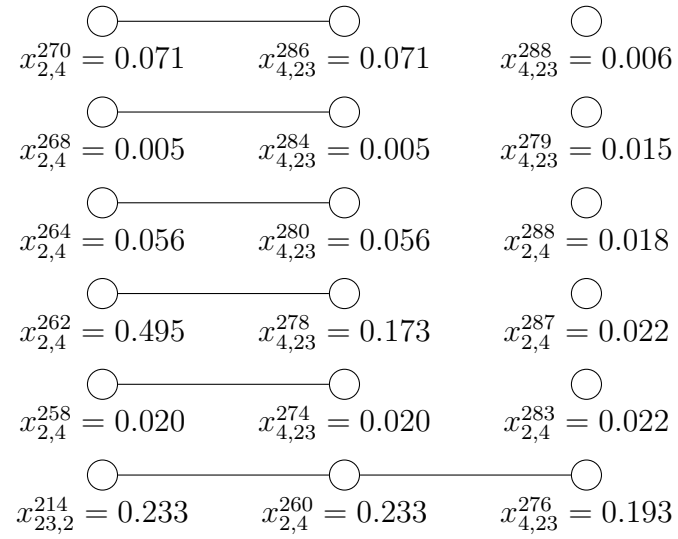 x_{2,4}^{270} = 0.071 x_{4,23}^{286} = 0.071 x_{4,23}^{288} = 0.006
x_{2,4}^{268} = 0.005 x_{4,23}^{284} = 0.005 x_{4,23}^{279} = 0.015
x_{2,4}^{264} = 0.056 x_{4,23}^{280} = 0.056 x_{2,4}^{288} = 0.018
x_{2,4}^{262} = 0.495 x_{4,23}^{278} = 0.173 x_{2,4}^{287} = 0.022
x_{2,4}^{258} = 0.020 x_{4,23}^{274} = 0.020 x_{2,4}^{283} = 0.022
x_{23,2}^{214} = 0.233 x_{2,4}^{260} = 0.233 x_{4,23}^{276} = 0.193